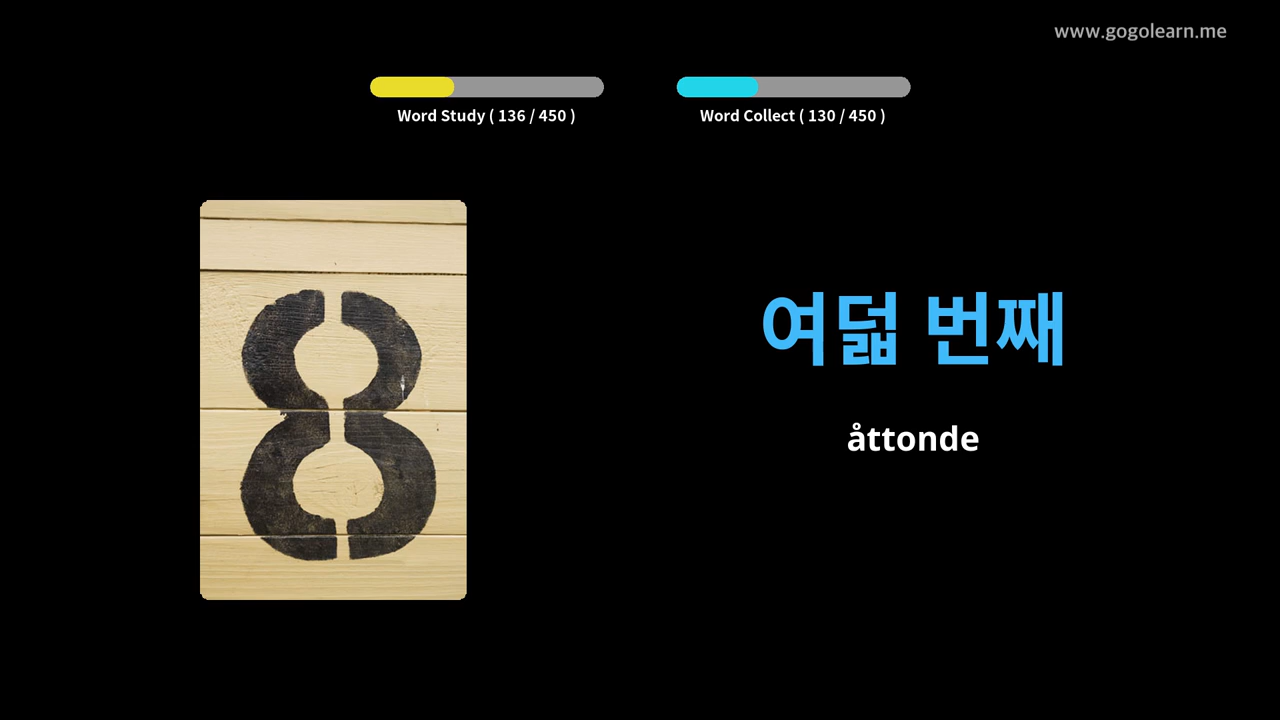 www.gogolearn.me
Word Study ( 136 / 450 )
Word Collect ( 130 / 450 )
8
여덟 번째
åttonde